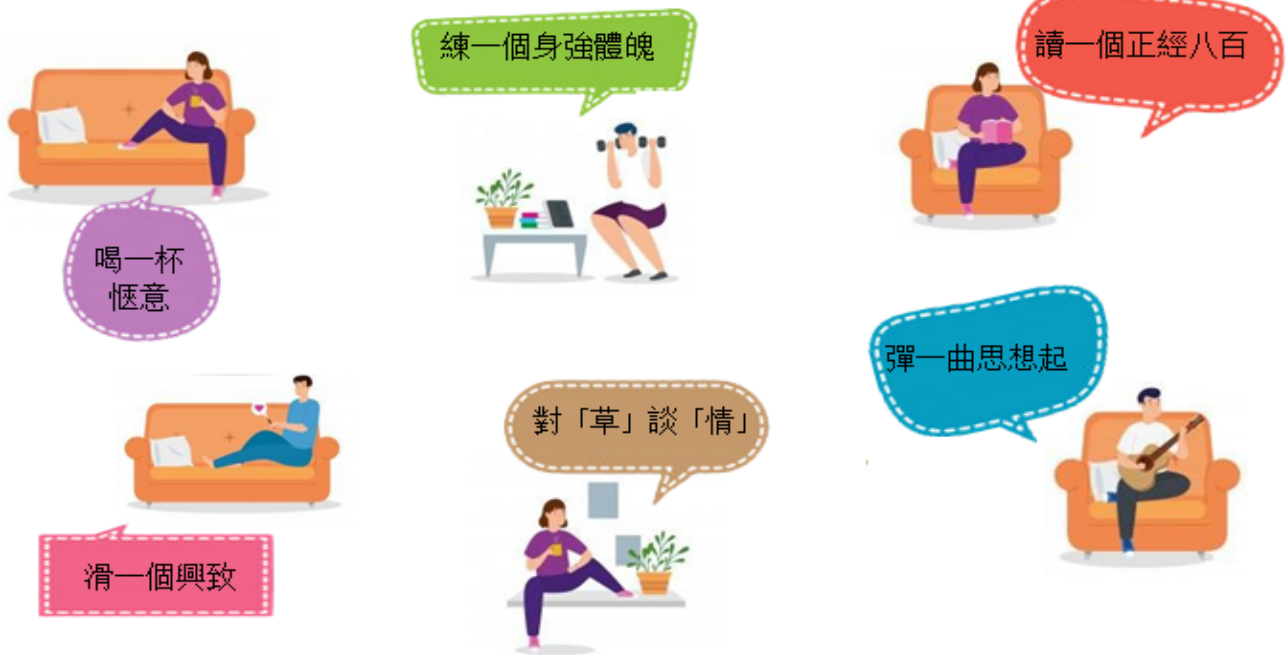 練一個身強體魄
讀一個正經八百
喝一杯
愜意
彈一曲思想起
對「草」談「情」
滑一個興致